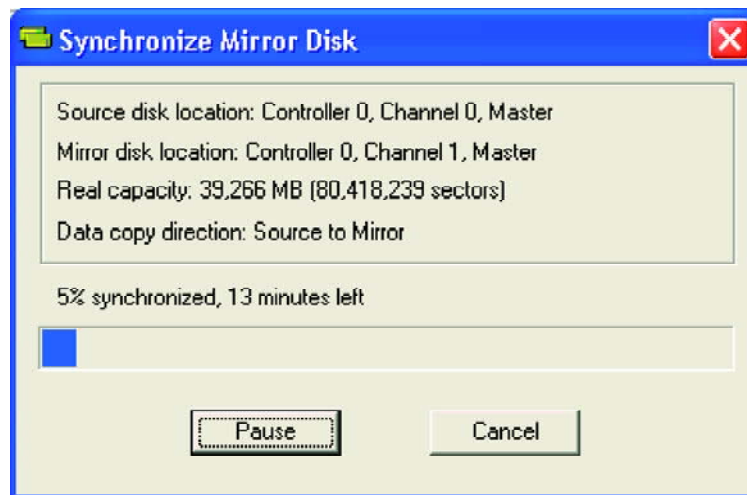 Synchronize Mirror Disk
Source disk location: Controller 0, Channel 0, Master
Mirror disk location: Controller 0, Channel 1, Master
Real capacity: 39,266 MB (80,418,239 sectors)
Data copy direction: Source to Mirror
5% synchronized, 13 minutes left
Pause Cancel